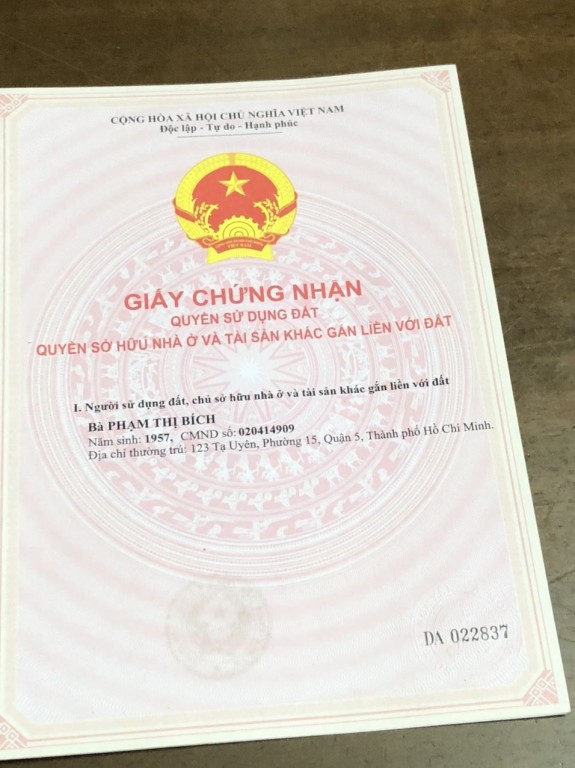 CỘNG HÒA XÃ HỘI CHỦ NGHĨA VIỆT NAM
Độc lập - Tự do - Hạnh phúc
VIỆT NAM
GIẤY CHỨNG NHẬN
QUYỀN SỬ DỤNG ĐẤT
QUYỀN SỞ HỮU NHÀ Ở VÀ TÀI SẢN KHÁC GẮN LIỀN VỚI ĐẤT
I. Người sử dụng đất, chủ sở hữu nhà ở và tài sản khác gắn liền với đất
Bà PHẠM THỊ BÍCH
Năm sinh: 1957, CMND số: 020414909
Địa chỉ thường trú: 123 Tạ Uyên, Phường 15, Quận 5, Thành phố Hồ Chí Minh.
DA 022837